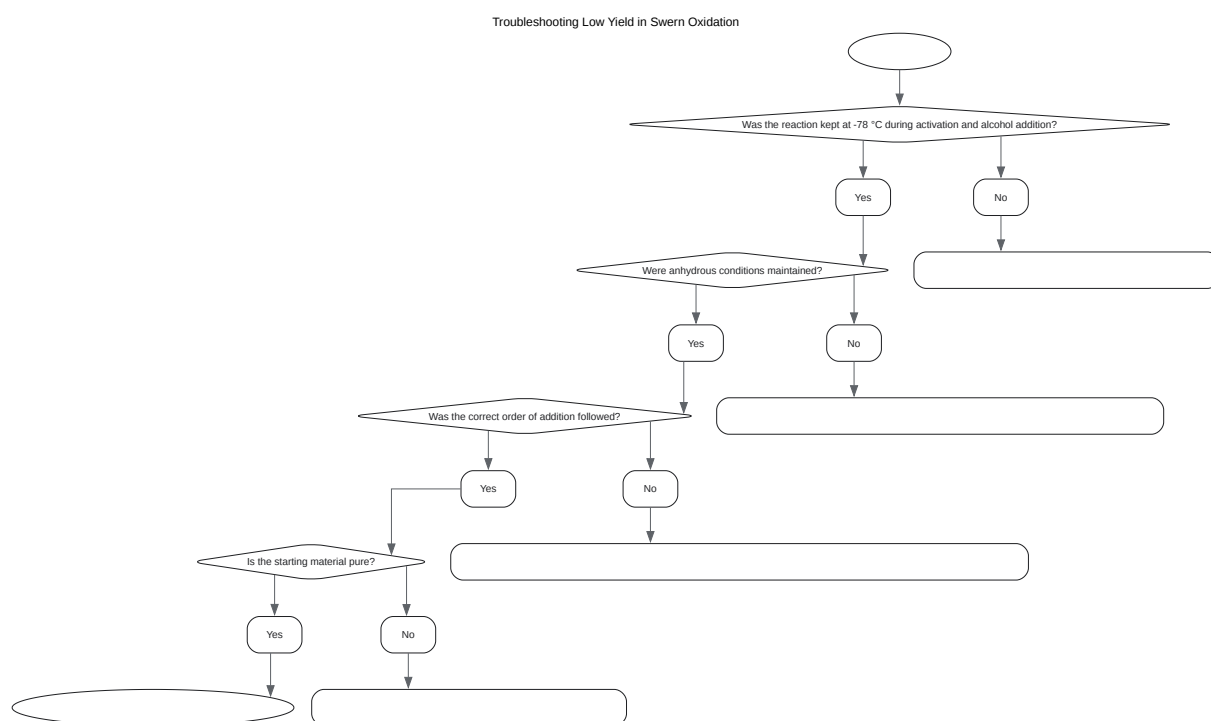 Troubleshooting Low Yield in Swern Oxidation
Was the reaction kept at -78 °C during activation and alcohol addition?
Yes
No
Were anhydrous conditions maintained?
Yes
No
Was the correct order of addition followed?
Yes
No
Is the starting material pure?
Yes
No